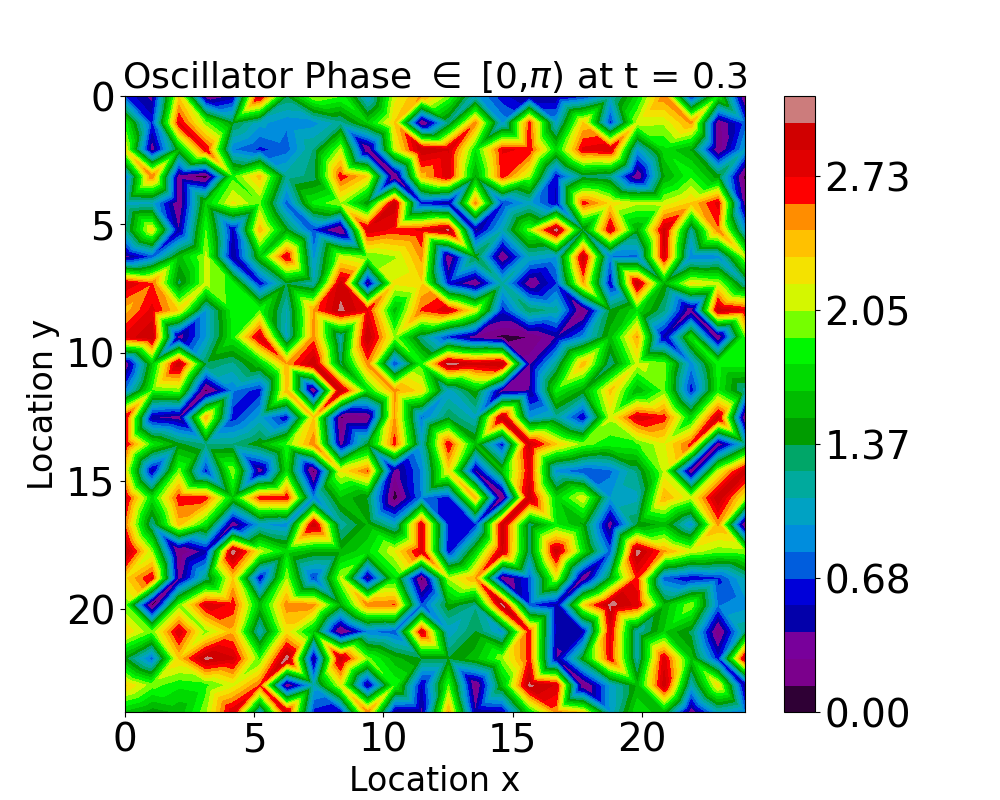 Oscillator Phase ∈ [0,π) at t = 0.3
0
5
10
15
20
Location y
0 5 10 15 20
Location x
2.73
2.05
1.37
0.68
0.00